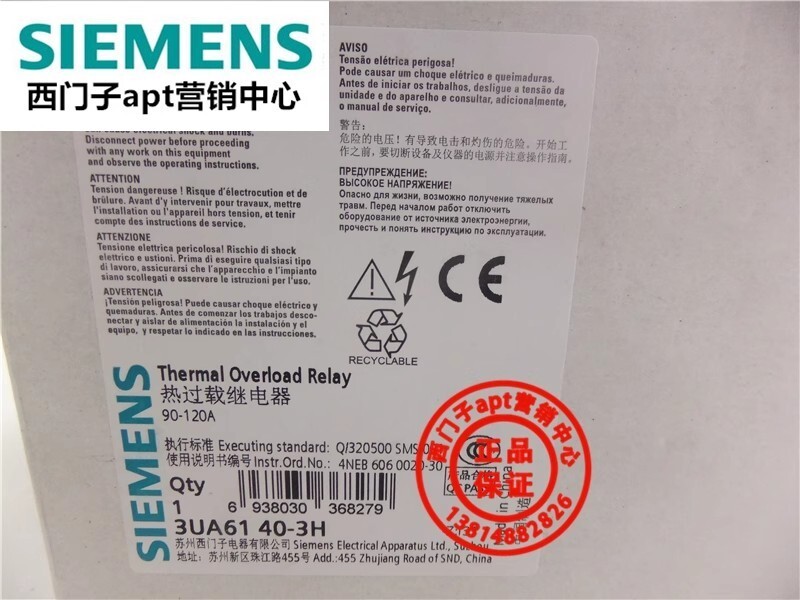 SIEMENS
西门子apt营销中心
Disconnect power before proceeding
with any work on this equipment
and observe the operating instructions.
ATTENTION
Tension dangereuse ! Risque d'électrocution et de
brûlure. Avant d'y intervenir pour travaux, mettre
l'installation ou l'appareil hors tension, et tenir
compte des instructions de service.
ATTENZIONE
Tensione elettrica pericolosa! Rischio di shock
elettrico e ustioni. Prima di eseguire qualsiasi tipo
di lavoro, assicurarsi che l'apparecchio e l'impianto
siano scollegati e osservare le istruzioni per l'uso.
ADVERTENCIA
¡Tensión peligrosa! Puede causar choque eléctrico y
quemaduras. Antes de comenzar los trabajos desco-
nectar y aislar de alimentación la instalación y el
equipo, y respetar lo indicado en las instrucciones.
AVISO
Tensão elétrica perigosa!
Pode causar um choque elétrico e queimaduras.
Antes de iniciar os trabalhos, desligue a tensão da
unidade e do aparelho e consultar, adicionalmente,
o manual de serviço.
警告:
危险的电压！有导致电击和灼伤的危险。开始工
作之前,要切断设备及仪器的电源并注意操作指南。
ПРЕДУПРЕЖДЕНИЕ:
ВЫСОКОЕ НАПРЯЖЕНИЕ!
Опасно для жизни, возможно получение тяжелых
травм. Перед началом работ отключить
оборудование от источника электроэнергии,
прочесть и понять инструкцию по эксплуатации.
CE
RECYCLABLE
SIEMENS
Thermal Overload Relay
热过载继电器
90-120A
执行标准 Executing standard: Q/320500 SMS
使用说明书编号 Instr.Ord.No.: 4NEB 606 0020-30
Qty
1
6 938030 368279
3UA61 40-3H
苏州西门子电器有限公司 Siemens Electrical Apparatus Ltd., Suzhou
地址: 苏州新区珠江路455号 Add.:455 Zhujiang Road of SND, China
西门子apt营销中心
正品
保证
13814882826